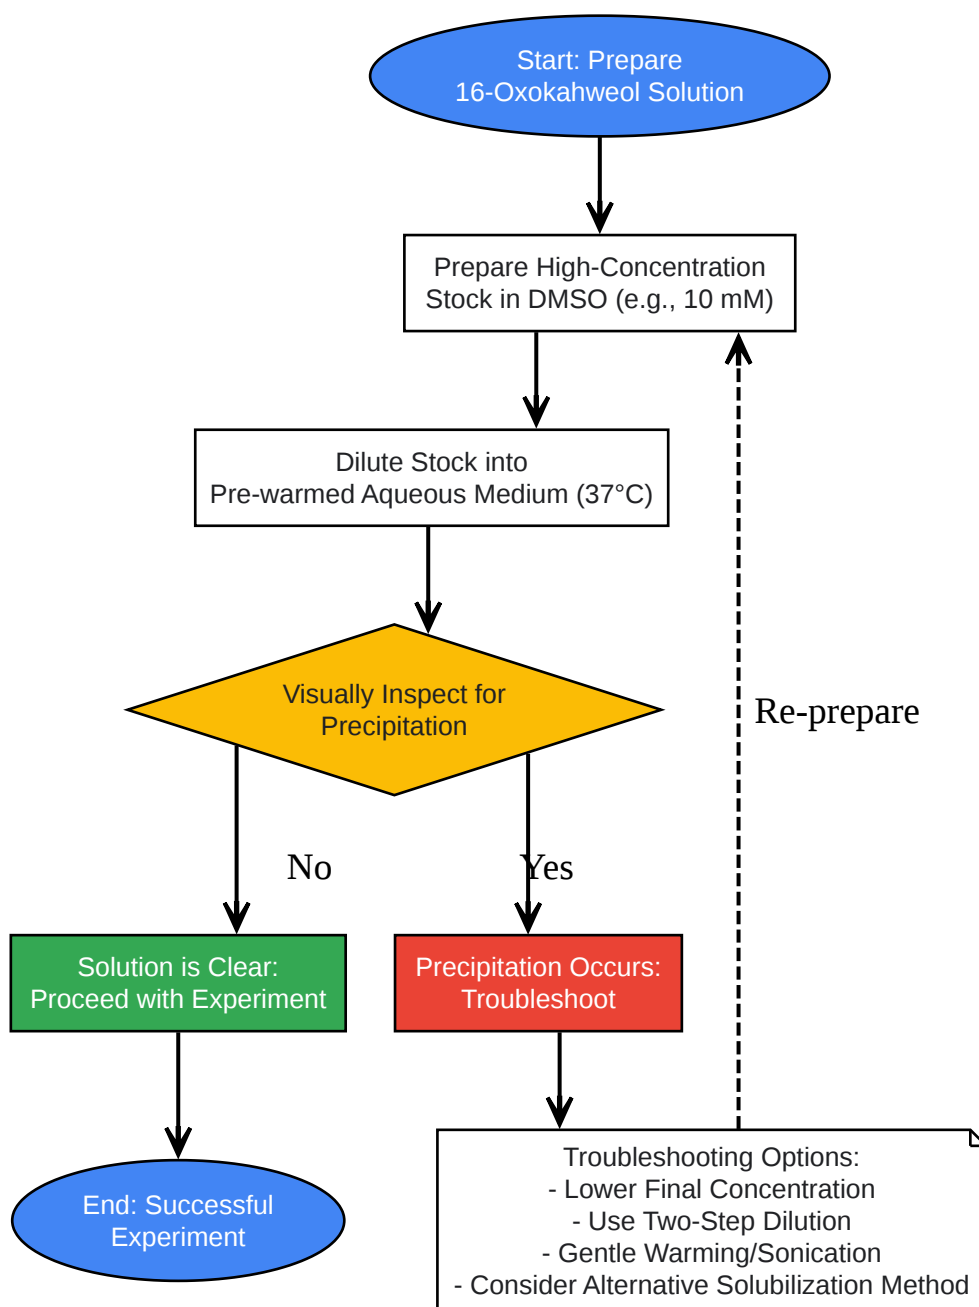 Start: Prepare
16-Oxokahweol Solution
Prepare High-Concentration
Stock in DMSO (e.g., 10 mM)
Dilute Stock into
Pre-warmed Aqueous Medium (37°C)
Visually Inspect for
Precipitation
Re-prepare
No
Yes
Solution is Clear:
Proceed with Experiment
Precipitation Occurs:
Troubleshoot
End: Successful
Experiment
Troubleshooting Options:
- Lower Final Concentration
- Use Two-Step Dilution
- Gentle Warming/Sonication
- Consider Alternative Solubilization Method